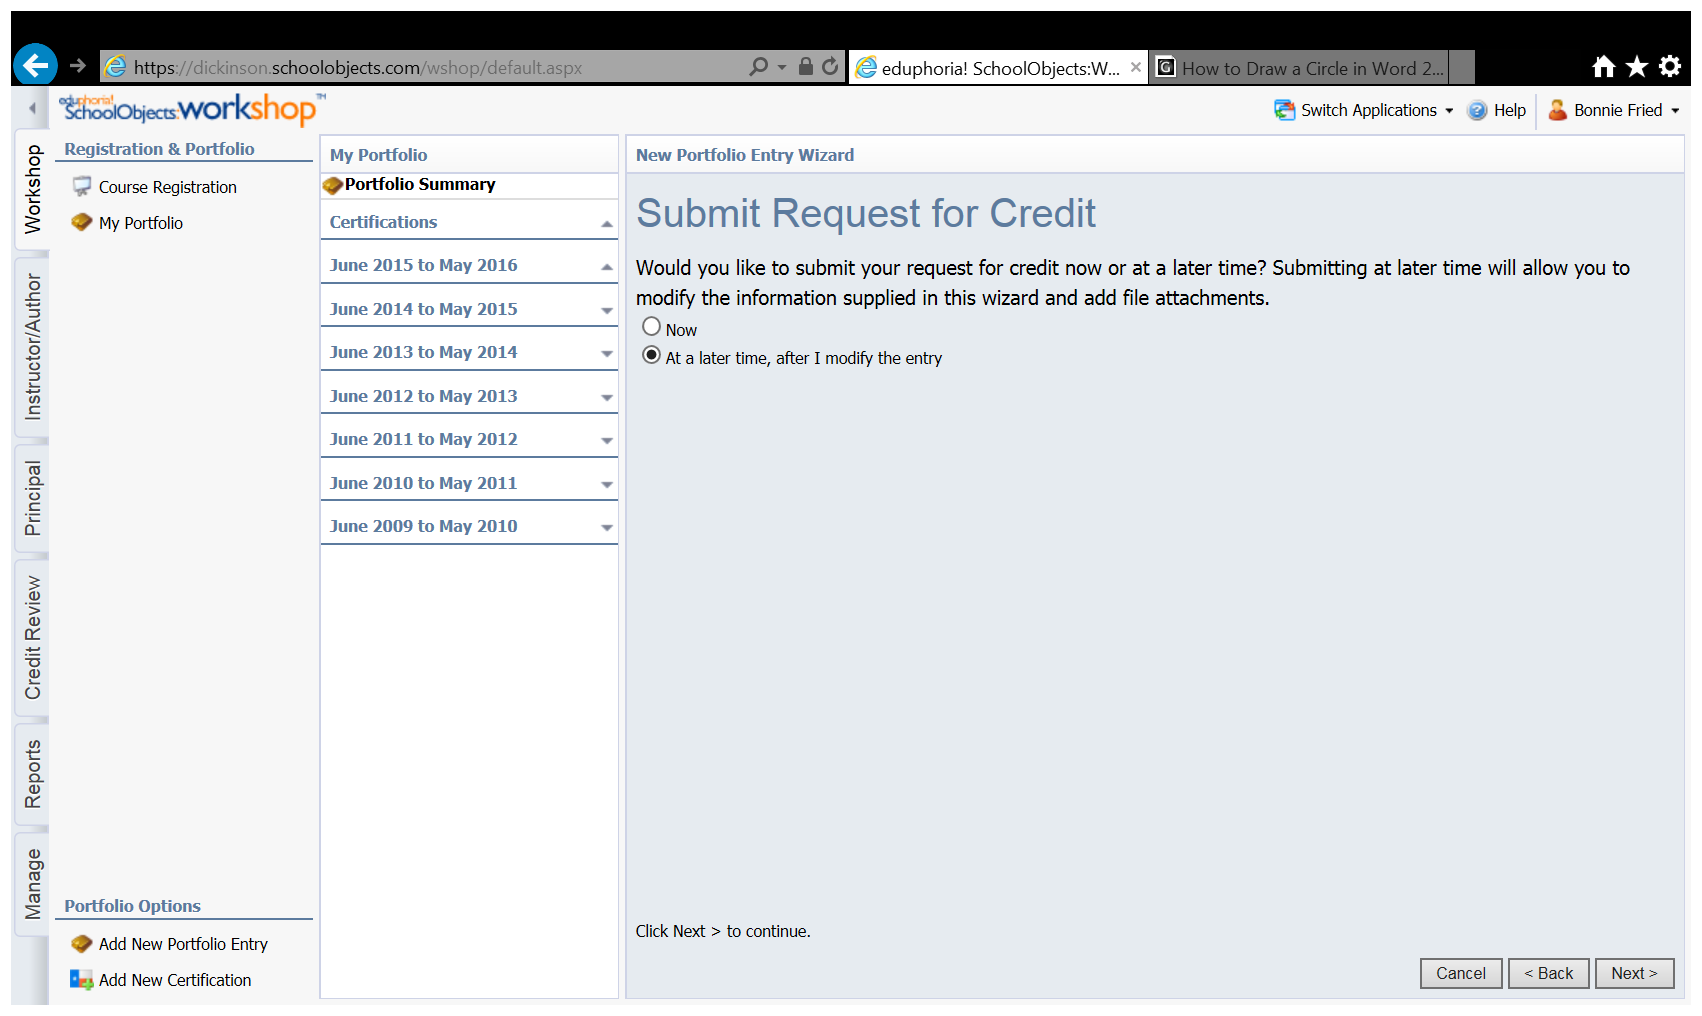 https://dickinson.schoolobjects.com/wshop/default.aspx
eduphoria! SchoolObjects:W...
How to Draw a Circle in Word 2...
eduphoria!
SchoolObjects:workshop™
Switch Applications
Help
Bonnie Fried
Workshop
Instructor/Author
Principal
Credit Review
Reports
Manage
Registration & Portfolio
Course Registration
My Portfolio
Portfolio Options
Add New Portfolio Entry
Add New Certification
My Portfolio
Portfolio Summary
Certifications
June 2015 to May 2016
June 2014 to May 2015
June 2013 to May 2014
June 2012 to May 2013
June 2011 to May 2012
June 2010 to May 2011
June 2009 to May 2010
New Portfolio Entry Wizard
Submit Request for Credit
Would you like to submit your request for credit now or at a later time? Submitting at later time will allow you to
modify the information supplied in this wizard and add file attachments.
Now
At a later time, after I modify the entry
Click Next > to continue.
Cancel
< Back
Next >